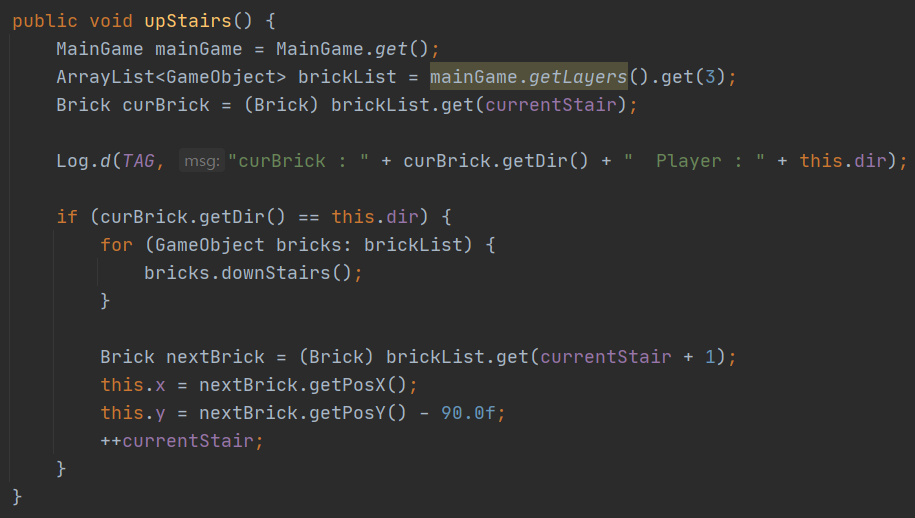 public void upStairs() {
    MainGame mainGame = MainGame.get();
    ArrayList<GameObject> brickList = mainGame.getLayers().get(3);
    Brick curBrick = (Brick) brickList.get(currentStair);

    Log.d(TAG, msg: "curBrick : " + curBrick.getDir() + "  Player : " + this.dir);

    if (curBrick.getDir() == this.dir) {
        for (GameObject bricks: brickList) {
            bricks.downStairs();
        }

        Brick nextBrick = (Brick) brickList.get(currentStair + 1);
        this.x = nextBrick.getPosX();
        this.y = nextBrick.getPosY() - 90.0f;
        ++currentStair;
    }
}